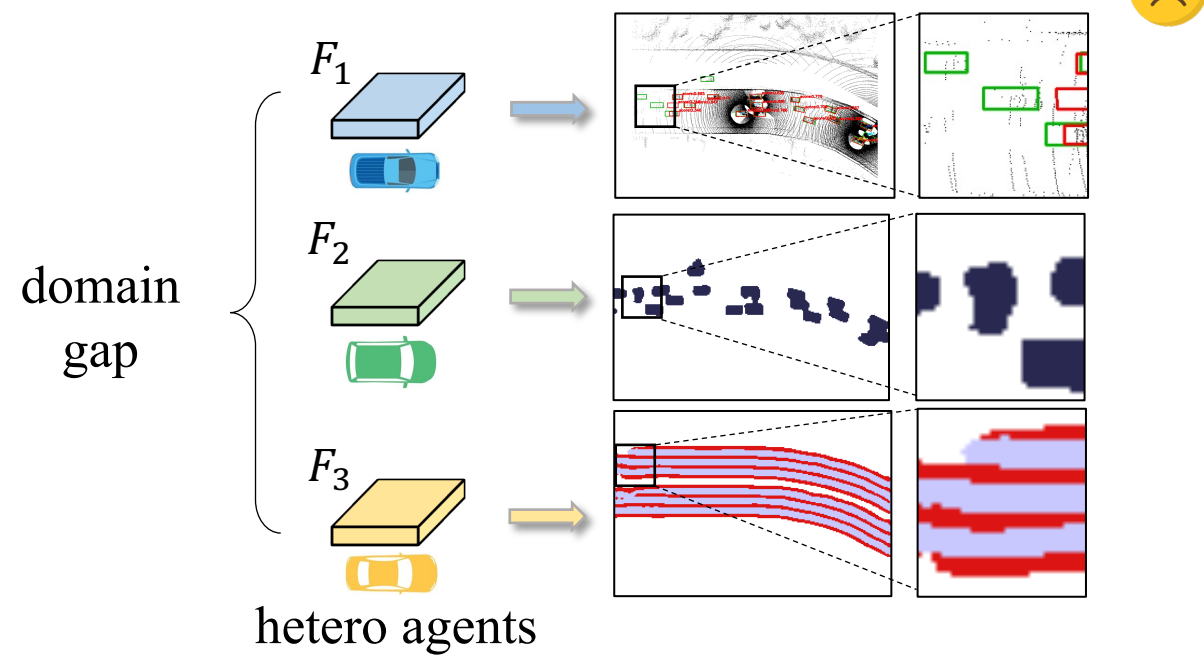 F₁
F₂
domain
gap
F₃
hetero agents